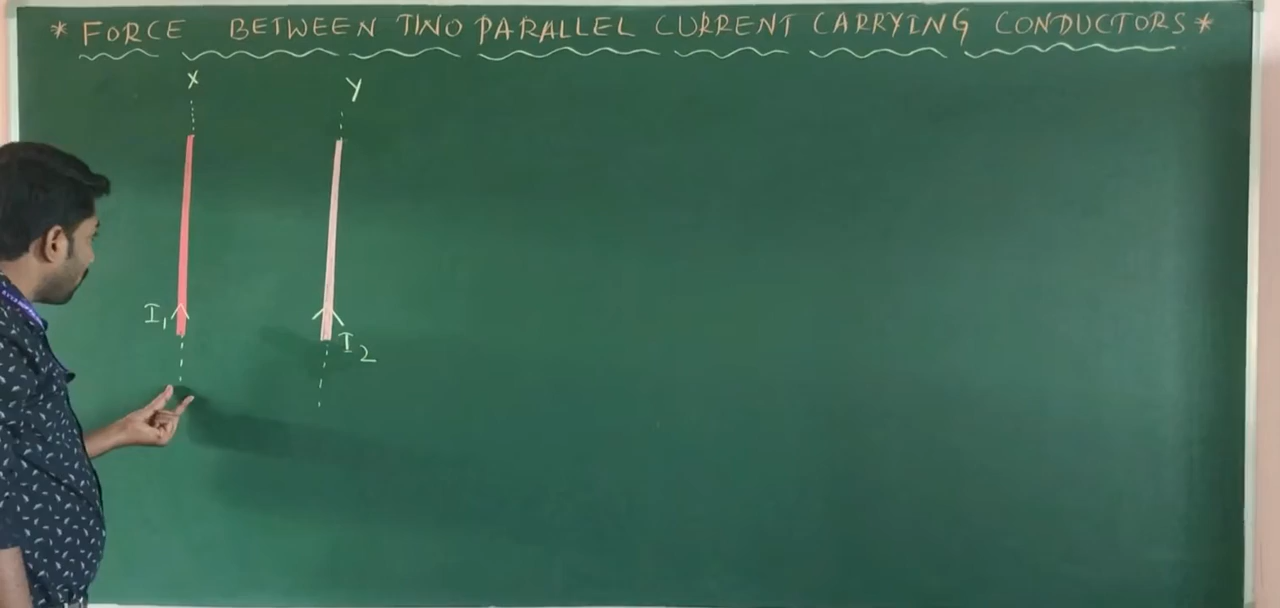 * FORCE BETWEEN TWO PARALLEL CURRENT CARRYING CONDUCTORS *
X
Y
I₁
I₂